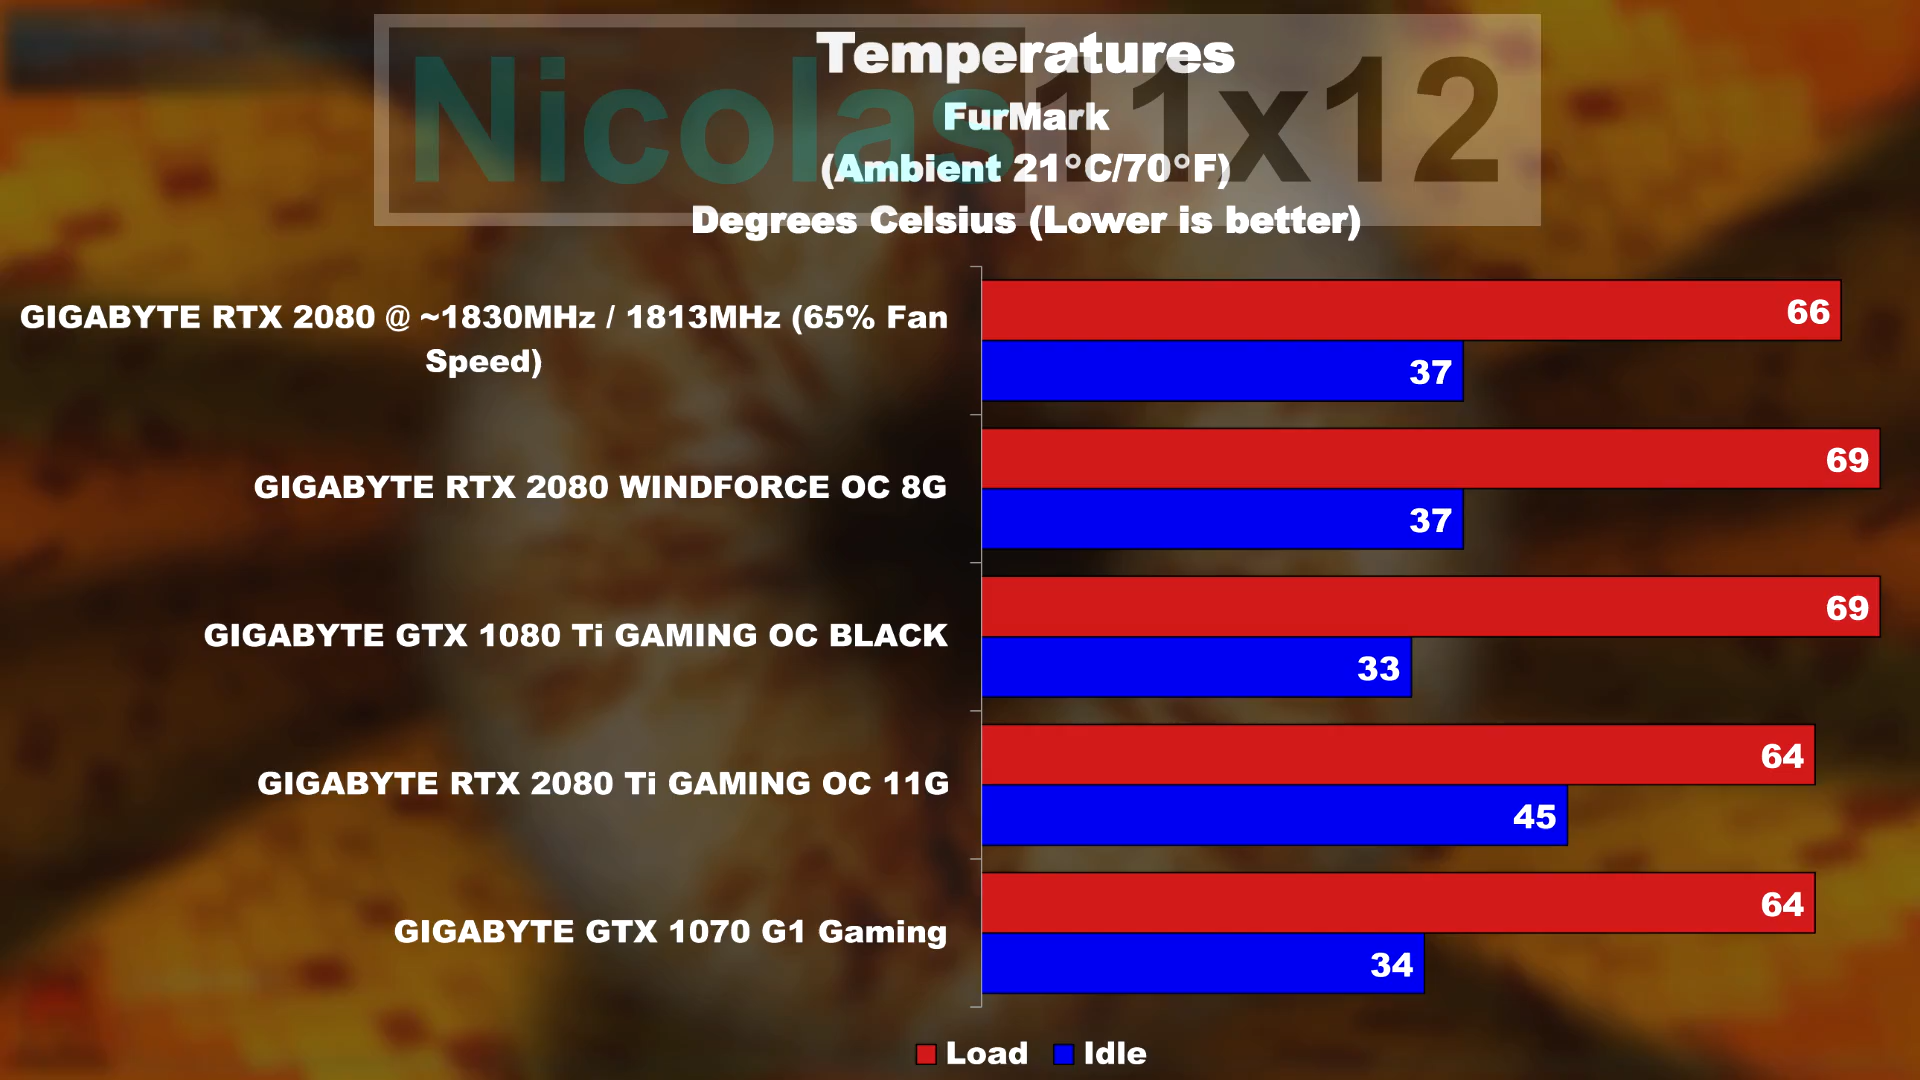 Nicolas11x12
Temperatures
FurMark
(Ambient 21°C/70°F)
Degrees Celsius (Lower is better)
GIGABYTE RTX 2080 @ ~1830MHz / 1813MHz (65% Fan
Speed)
66
37
GIGABYTE RTX 2080 WINDFORCE OC 8G
69
37
GIGABYTE GTX 1080 Ti GAMING OC BLACK
69
33
GIGABYTE RTX 2080 Ti GAMING OC 11G
64
45
GIGABYTE GTX 1070 G1 Gaming
64
34
Load Idle